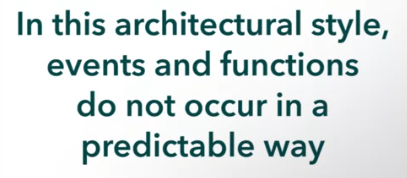 In this architectural style,
events and functions
do not occur in a
predictable way